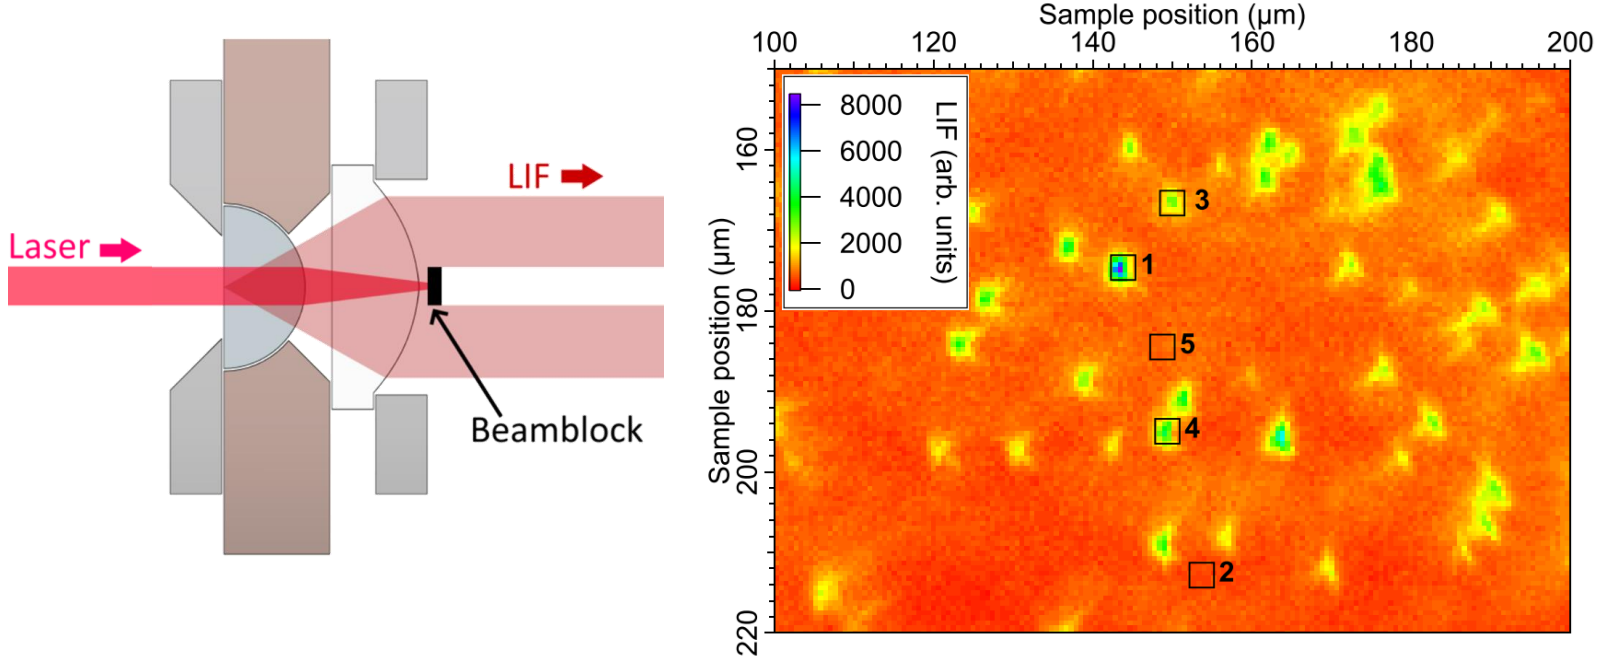 Laser
LIF
Beamblock
Sample position (µm)
100 120 140 160 180 200
Sample position (µm)
160
180
200
220
8000
6000
4000
2000
0
LIF (arb. units)
3
1
5
4
2